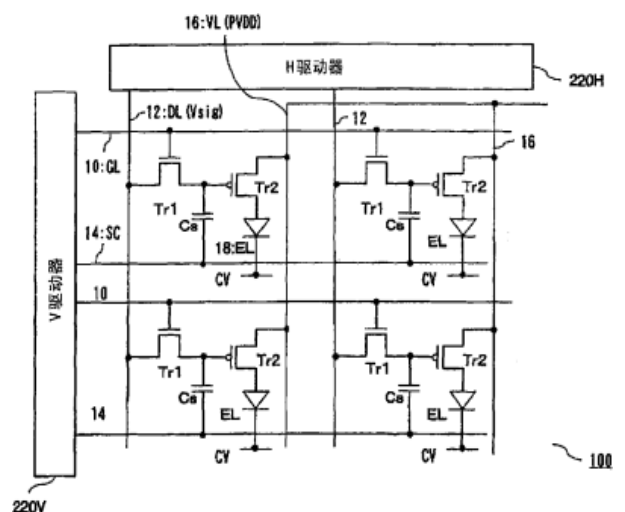 16:VL(PVDD)
H驱动器
220H
12:DL(Vsig)
12
16
10:GL
Tr1
Tr2
Tr1
Tr2
Cs
Cs
14:SC
18:EL
EL
CV
CV
V驱动器
10
Tr1
Tr2
Tr1
Tr2
Cs
Cs
14
EL
EL
CV
CV
100
220V